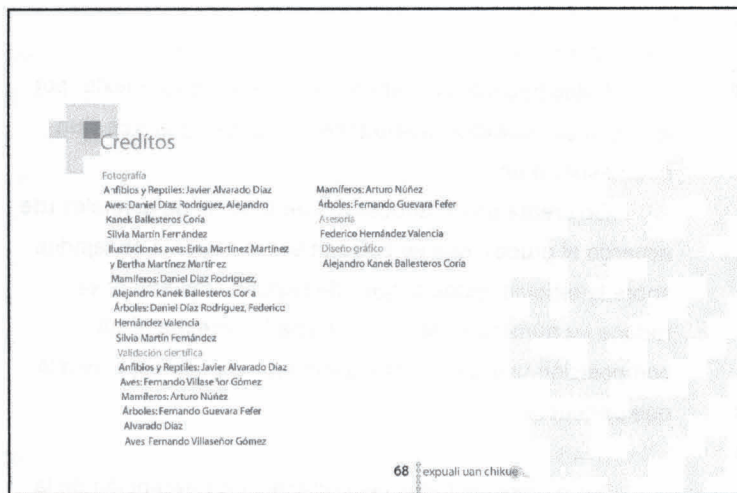 Credítos
Fotografía
Anfibios y Reptiles: Javier Alvarado Díaz
Aves: Daniel Díaz Rodríguez, Alejandro
Kanek Ballesteros Coria
Silvia Martín Fernández
Ilustraciones aves: Erika Martínez Martínez
y Bertha Martínez Martínez
Mamíferos: Daniel Díaz Rodríguez,
Alejandro Kanek Ballesteros Cor a
Árboles: Daniel Díaz Rodríguez, Federico
Hernández Valencia
Silvia Martín Fernández
Validación científica
Anfibios y Reptiles: Javier Alvarado Díaz
Aves: Fernando Villase ñor Gómez
Mamíferos: Arturo Núñez
Árboles: Fernando Guevara Fefer
Alvarado Díaz
Aves Fernando Villaseñor Gómez
Mamíferos: Arturo Núñez
Árboles: Fernando Guevara Fefer
Asesoría
Federico Hernández Valencia
Diseño gráfico
Alejandro Kanek Ballesteros Coria
68 expuali uan chikue